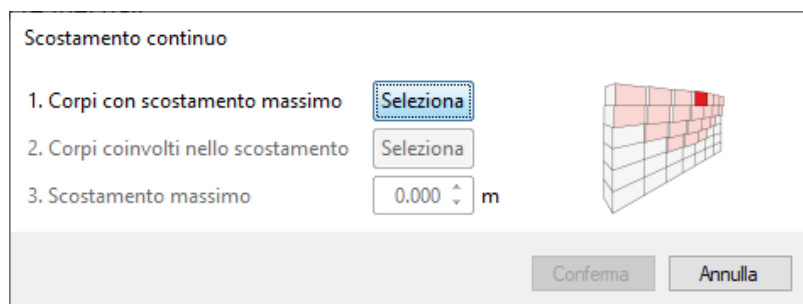 Scostamento continuo
1. Corpi con scostamento massimo Seleziona
2. Corpi coinvolti nello scostamento Seleziona
3. Scostamento massimo 0.000 m
Conferma Annulla